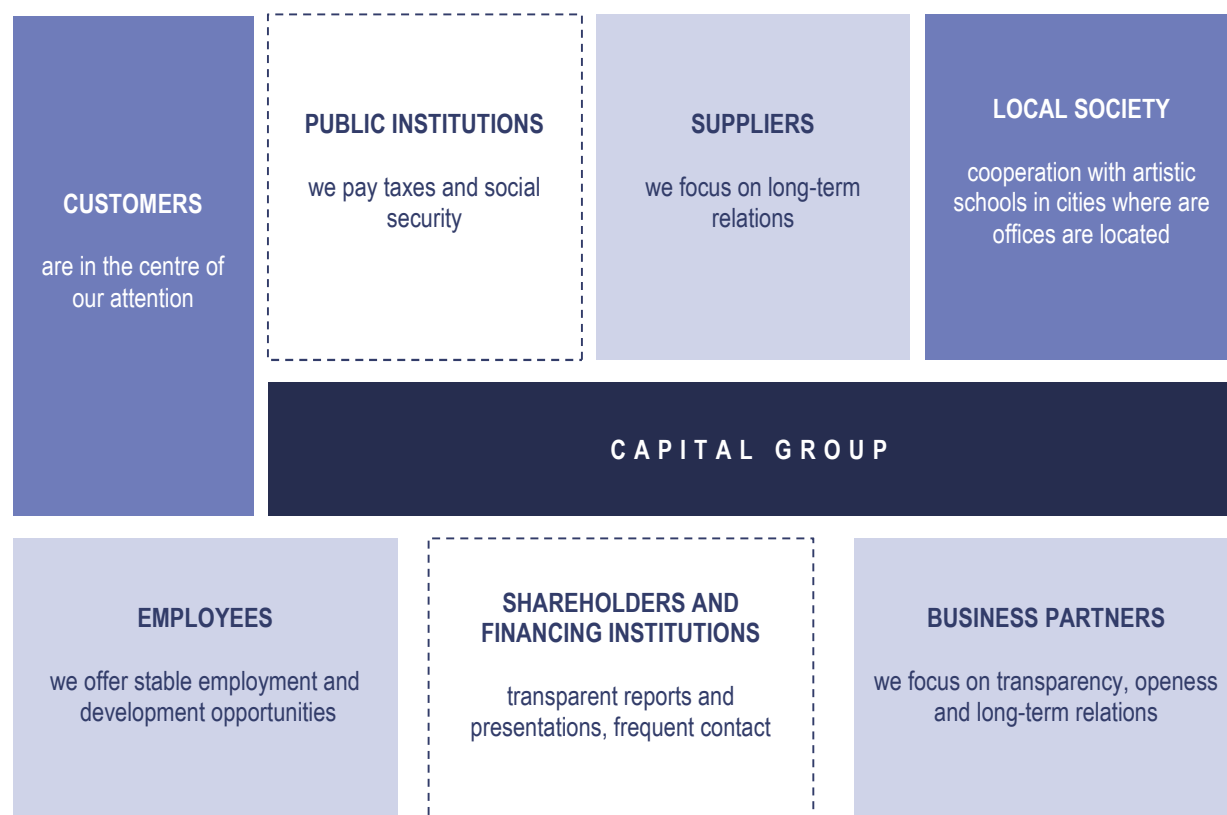 CUSTOMERS
are in the centre of
our attention
PUBLIC INSTITUTIONS
we pay taxes and social
security
SUPPLIERS
we focus on long-term
relations
LOCAL SOCIETY
cooperation with artistic
schools in cities where are
offices are located
CAPITAL GROUP
EMPLOYEES
we offer stable employment and
development opportunities
SHAREHOLDERS AND
FINANCING INSTITUTIONS
transparent reports and
presentations, frequent contact
BUSINESS PARTNERS
we focus on transparency, openess
and long-term relations